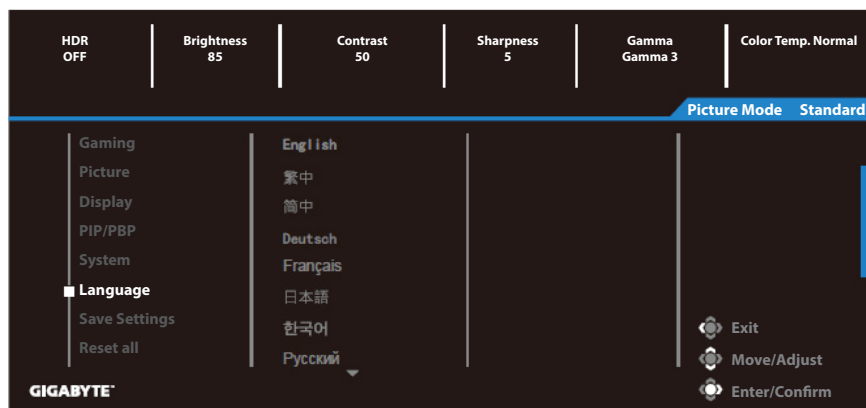 HDR
OFF
Brightness
85
Contrast
50
Sharpness
5
Gamma
Gamma 3
Color Temp. Normal
Picture Mode Standard
Gaming
Picture
Display
PIP/PBP
System
Language
Save Settings
Reset all
English
繁中
简中
Deutsch
Français
日本語
한국어
Русский
Exit
Move/Adjust
Enter/Confirm
GIGABYTE™